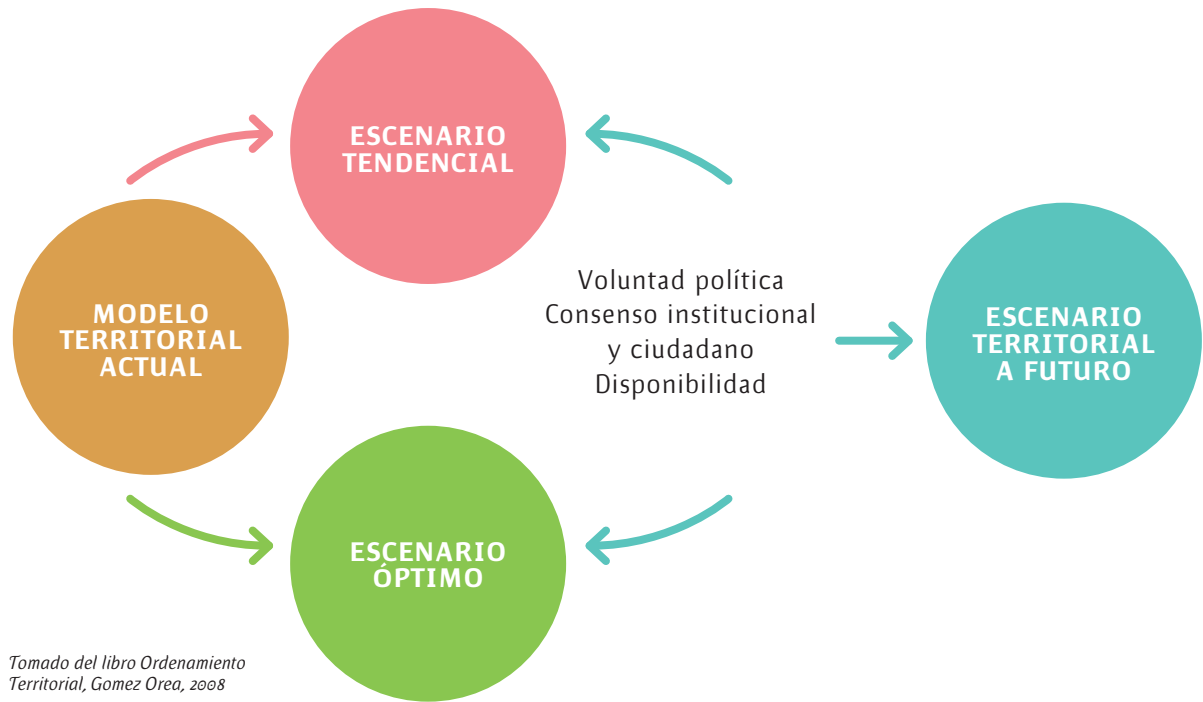 ESCENARIO
TENDENCIAL
MODELO
TERRITORIAL
ACTUAL
Voluntad política
Consenso institucional
y ciudadano
Disponibilidad
ESCENARIO
TERRITORIAL
A FUTURO
ESCENARIO
ÓPTIMO
Tomado del libro Ordenamiento
Territorial, Gomez Orea, 2008